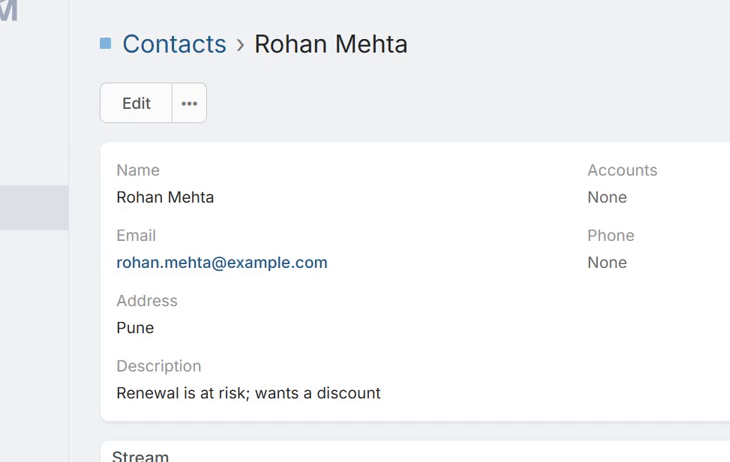 M
Contacts › Rohan Mehta
Edit •••
Name
Rohan Mehta
Accounts
None
Email
rohan.mehta@example.com
Phone
None
Address
Pune
Description
Renewal is at risk; wants a discount
Stream